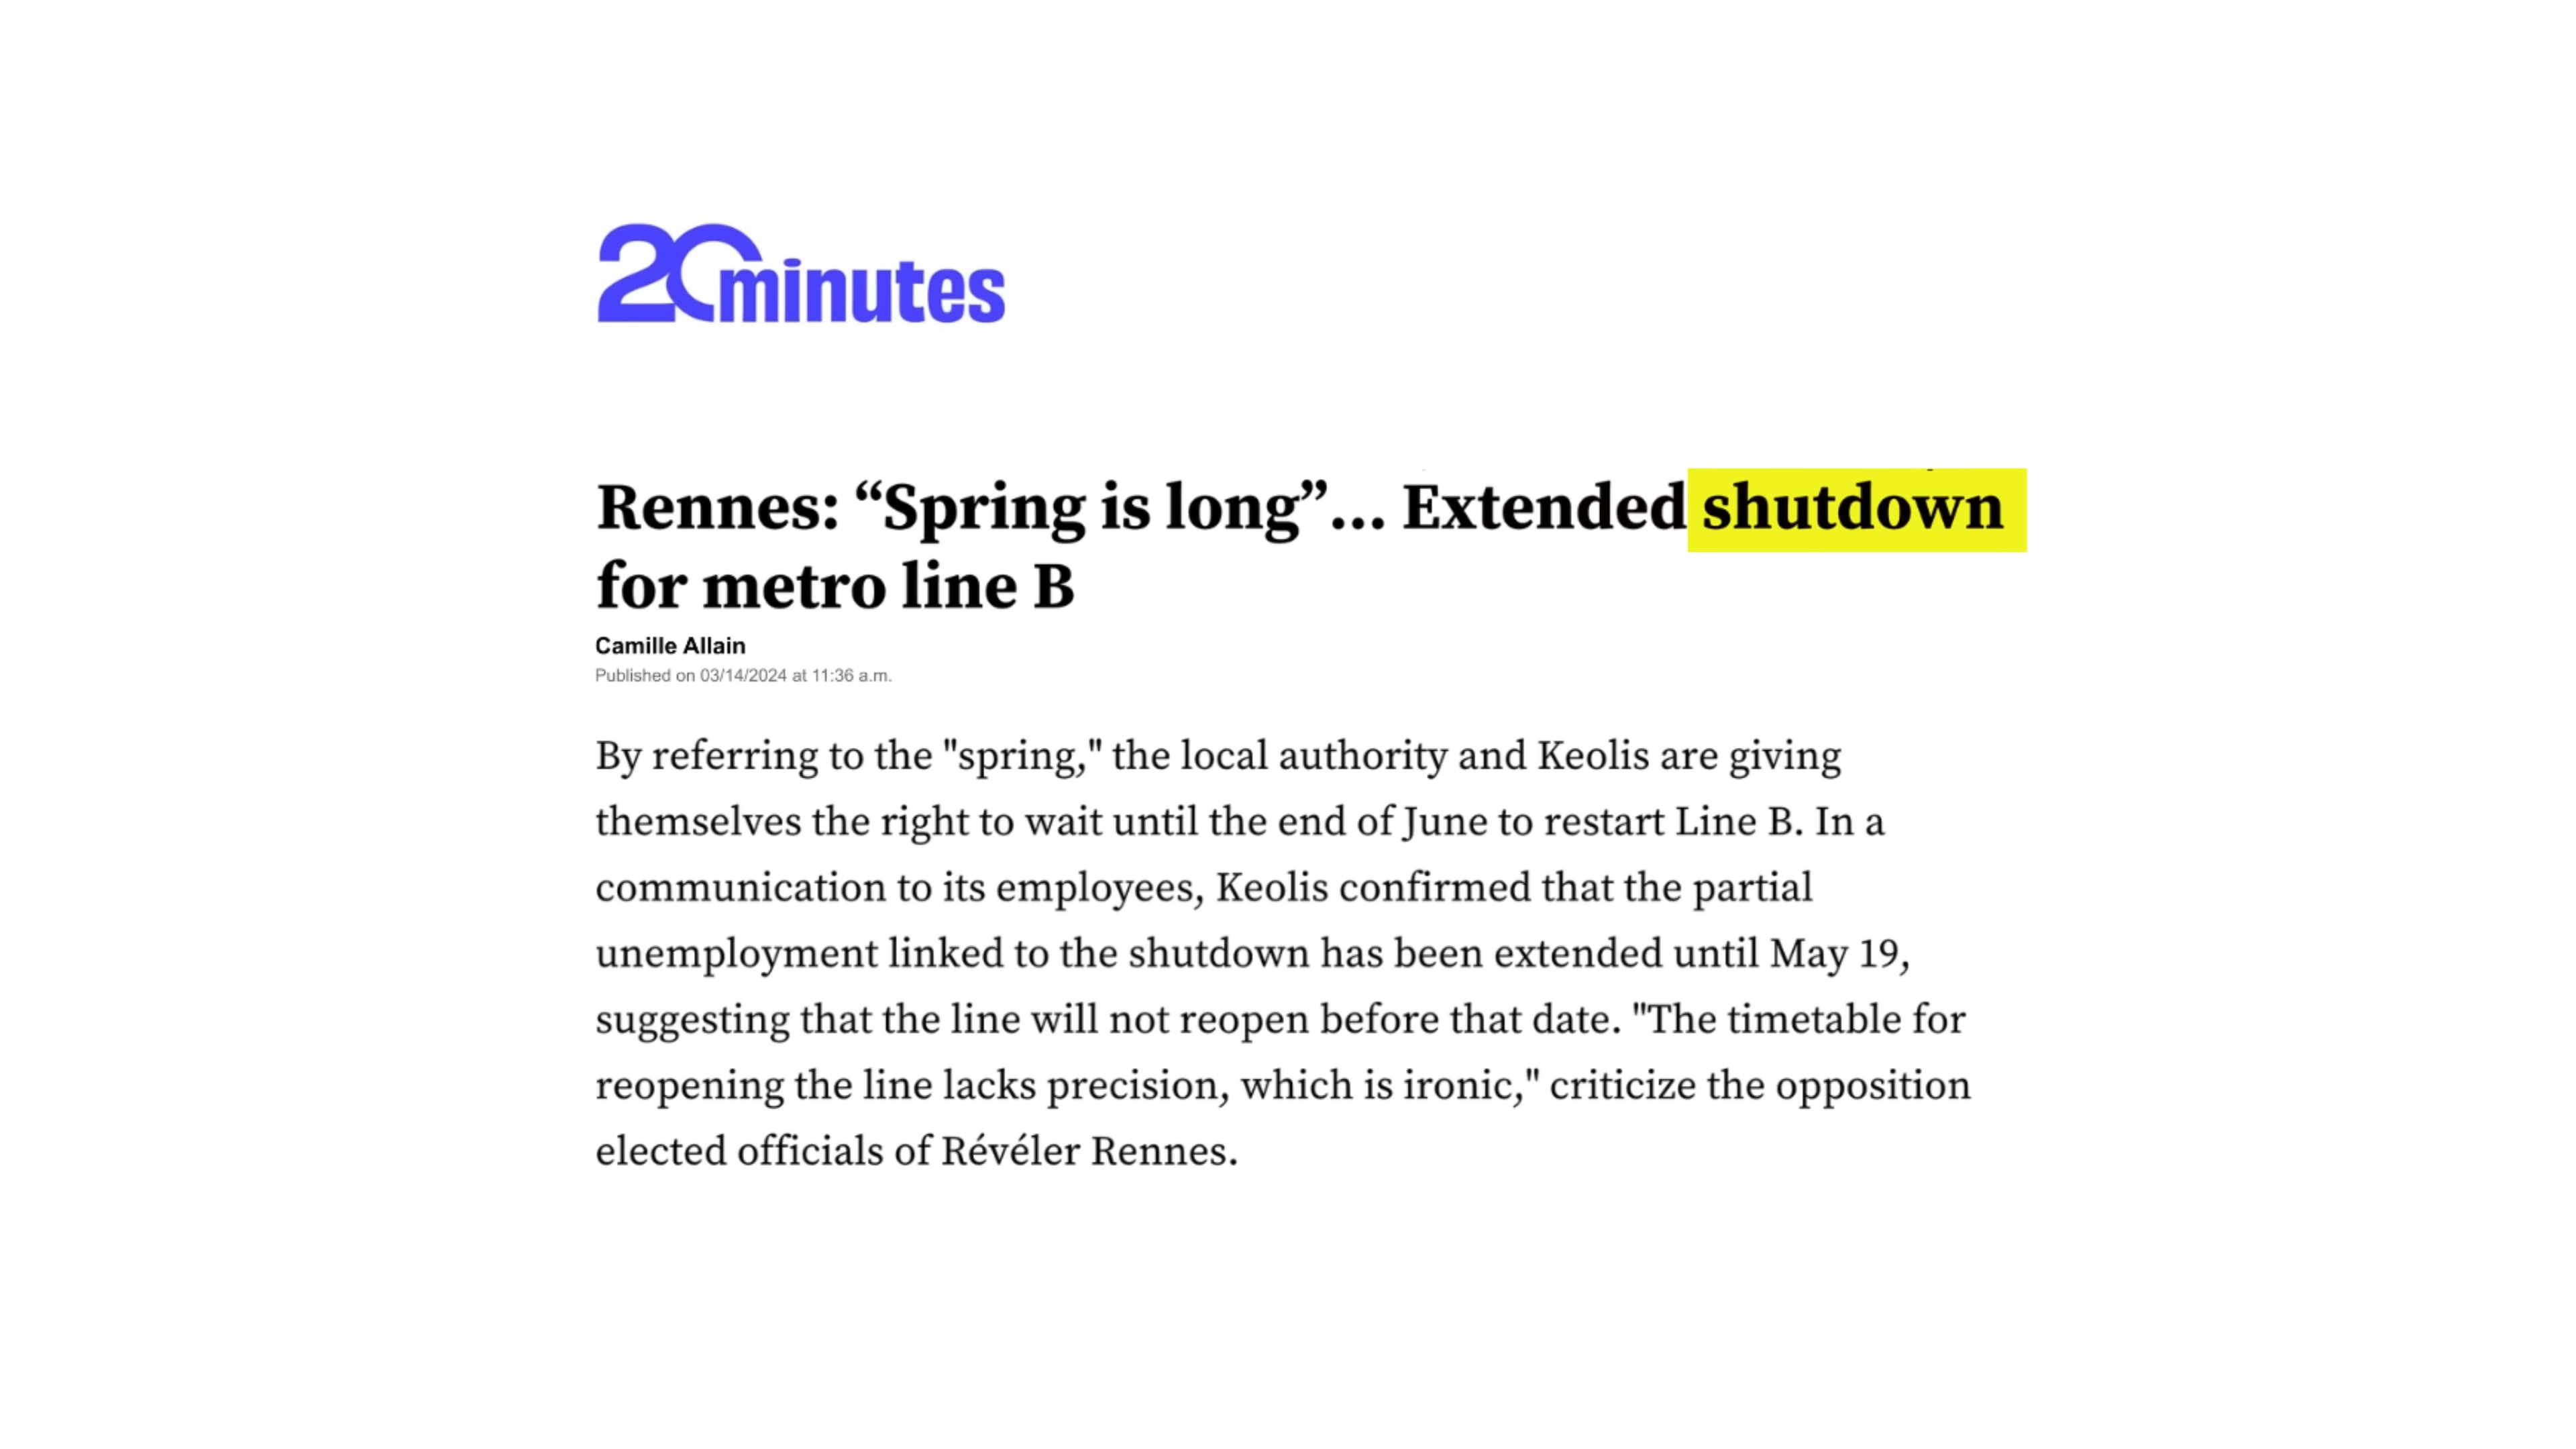 20minutes
Rennes: “Spring is long”... Extended shutdown
for metro line B
Camille Allain
Published on 03/14/2024 at 11:36 a.m.
By referring to the "spring," the local authority and Keolis are giving
themselves the right to wait until the end of June to restart Line B. In a
communication to its employees, Keolis confirmed that the partial
unemployment linked to the shutdown has been extended until May 19,
suggesting that the line will not reopen before that date. "The timetable for
reopening the line lacks precision, which is ironic," criticize the opposition
elected officials of Révéler Rennes.